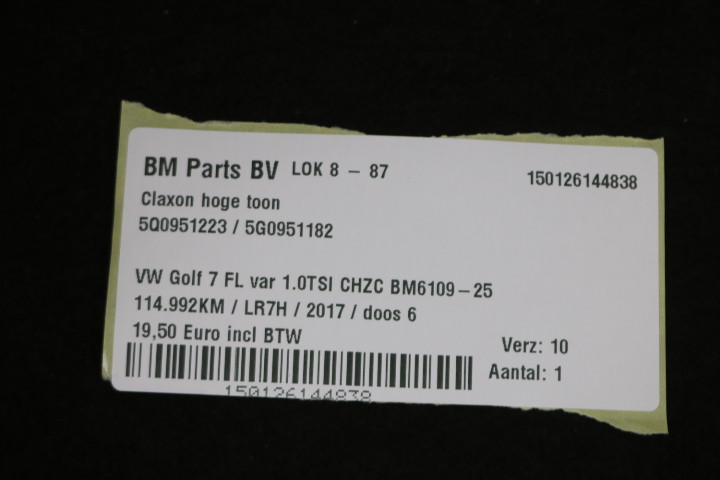 BM Parts BV LOK 8 - 87
150126144838
Claxon hoge toon
5Q0951223 / 5G0951182
VW Golf 7 FL var 1.0TSI CHZC BM6109-25
114.992KM / LR7H / 2017 / doos 6
19,50 Euro incl BTW
Verz: 10
Aantal: 1
150126144838